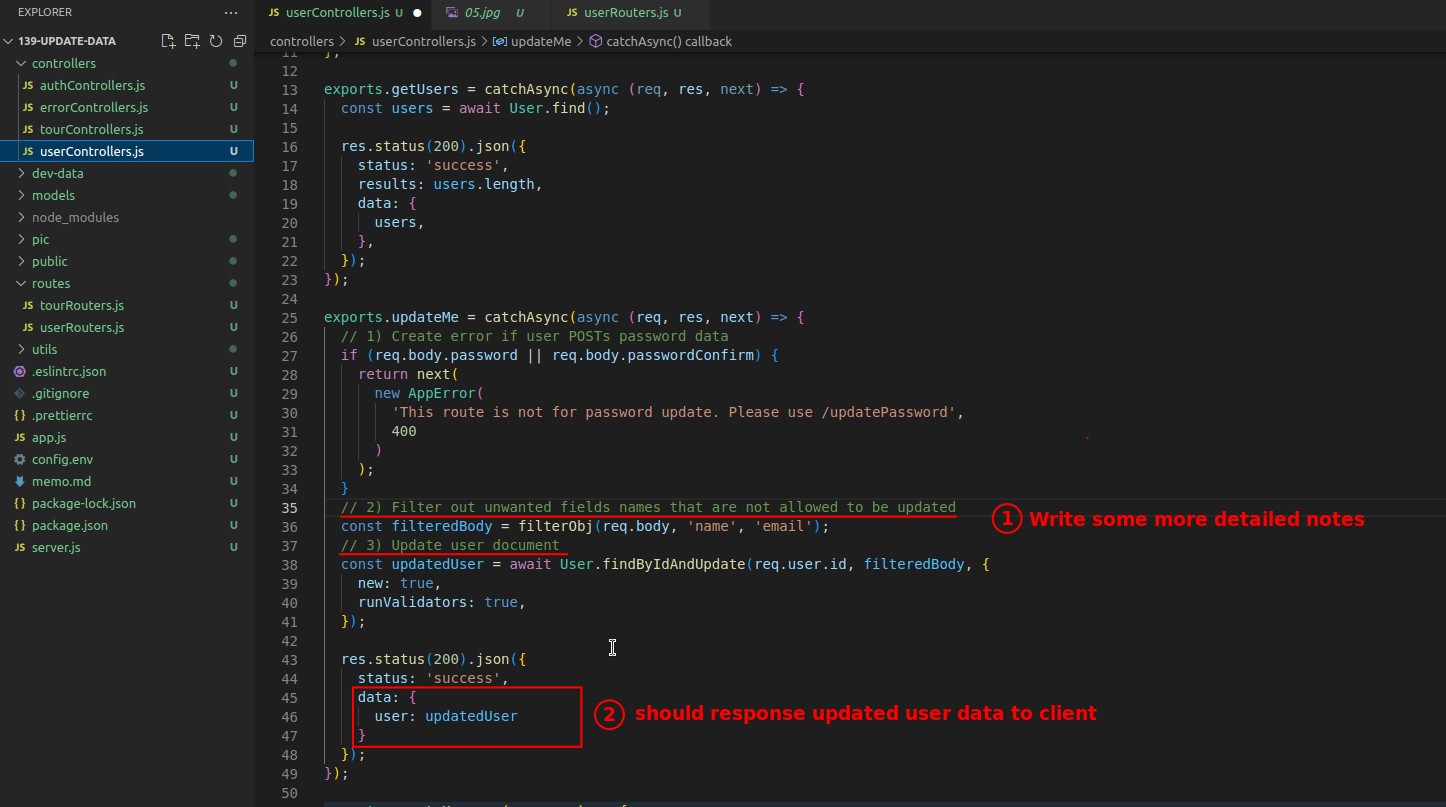 EXPLORER
userControllers.js U
05.jpg U
userRouters.js U
139-UPDATE-DATA
controllers > JS userControllers.js > updateMe > catchAsync() callback
controllers
JS authControllers.js U
JS errorControllers.js U
JS tourControllers.js U
JS userControllers.js U
dev-data
models
node_modules
pic
public
routes
JS tourRouters.js U
JS userRouters.js U
utils
.eslintrc.json U
.gitignore U
{} .prettierrc U
JS app.js U
config.env U
memo.md U
{} package-lock.json U
{} package.json U
JS server.js U
11 };
12
13 exports.getUsers = catchAsync(async (req, res, next) => {
14 const users = await User.find();
15
16 res.status(200).json({
17 status: 'success',
18 results: users.length,
19 data: {
20 users,
21 },
22 });
23 });
24
25 exports.updateMe = catchAsync(async (req, res, next) => {
26 // 1) Create error if user POSTs password data
27 if (req.body.password || req.body.passwordConfirm) {
28 return next(
29 new AppError(
30 'This route is not for password update. Please use /updatePassword',
31 400
32 )
33 );
34 }
35 // 2) Filter out unwanted fields names that are not allowed to be updated
1 Write some more detailed notes
36 const filteredBody = filterObj(req.body, 'name', 'email');
37 // 3) Update user document
38 const updatedUser = await User.findByIdAndUpdate(req.user.id, filteredBody, {
39 new: true,
40 runValidators: true,
41 });
42
43 res.status(200).json({
44 status: 'success',
45 data: {
46 user: updatedUser
2 should response updated user data to client
47 }
48 });
49 });
50